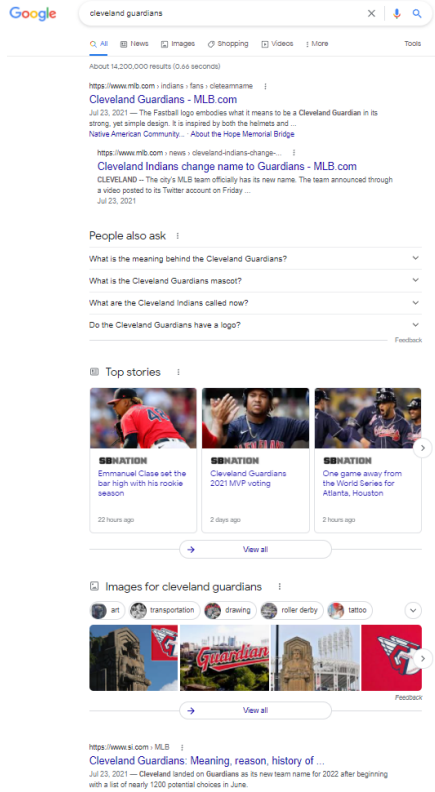 Google
cleveland guardians
All News Images Shopping Videos More Tools
About 14,200,000 results (0.66 seconds)
https://www.mlb.com › indians › fans › cleteamname
Cleveland Guardians - MLB.com
Jul 23, 2021 — The Fastball logo embodies what it means to be a Cleveland Guardian in its
strong, yet simple design. It is inspired by both the helmets and ...
Native American Community... · About the Hope Memorial Bridge
https://www.mlb.com › news › cleveland-indians-change-...
Cleveland Indians change name to Guardians - MLB.com
CLEVELAND -- The city's MLB team officially has its new name. The team announced through
a video posted to its Twitter account on Friday ...
Jul 23, 2021
People also ask
What is the meaning behind the Cleveland Guardians?
What is the Cleveland Guardians mascot?
What are the Cleveland Indians called now?
Do the Cleveland Guardians have a logo?
Feedback
Top stories
SBNATION
Emmanuel Clase set the
bar high with his rookie
season
22 hours ago
SBNATION
Cleveland Guardians
2021 MVP voting
2 days ago
SBNATION
One game away from
the World Series for
Atlanta, Houston
2 hours ago
View all
Images for cleveland guardians
art transportation drawing roller derby tattoo
Guardians
Feedback
View all
https://www.si.com › MLB
Cleveland Guardians: Meaning, reason, history of ...
Jul 23, 2021 — Cleveland landed on Guardians as its new team name for 2022 after beginning
with a list of nearly 1200 potential choices in June.